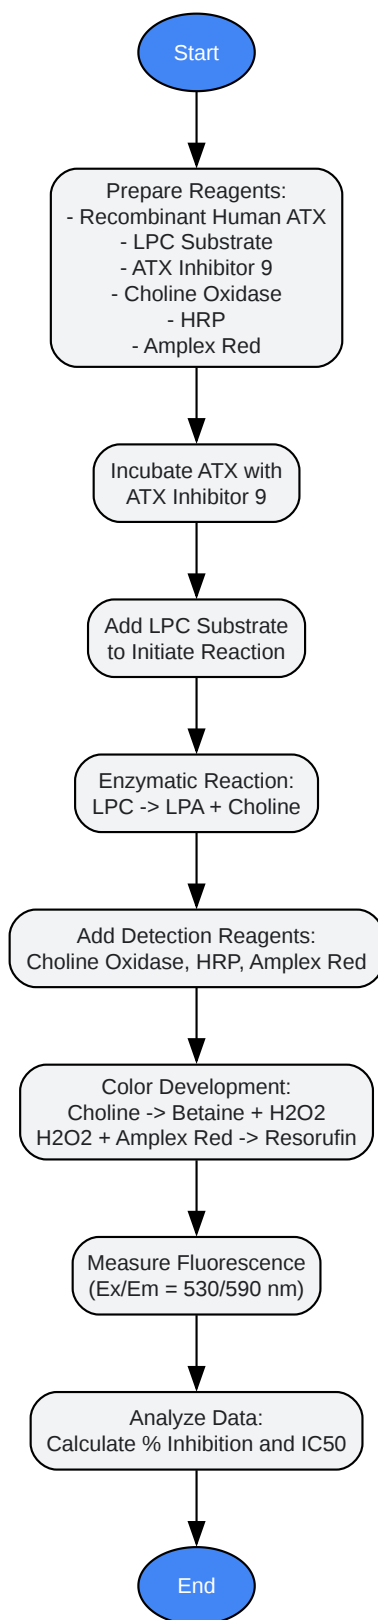 Start
Prepare Reagents:
- Recombinant Human ATX
- LPC Substrate
- ATX Inhibitor 9
- Choline Oxidase
- HRP
- Amplex Red
Incubate ATX with
ATX Inhibitor 9
Add LPC Substrate
to Initiate Reaction
Enzymatic Reaction:
LPC -> LPA + Choline
Add Detection Reagents:
Choline Oxidase, HRP, Amplex Red
Color Development:
Choline -> Betaine + H2O2
H2O2 + Amplex Red -> Resorufin
Measure Fluorescence
(Ex/Em = 530/590 nm)
Analyze Data:
Calculate % Inhibition and IC50
End